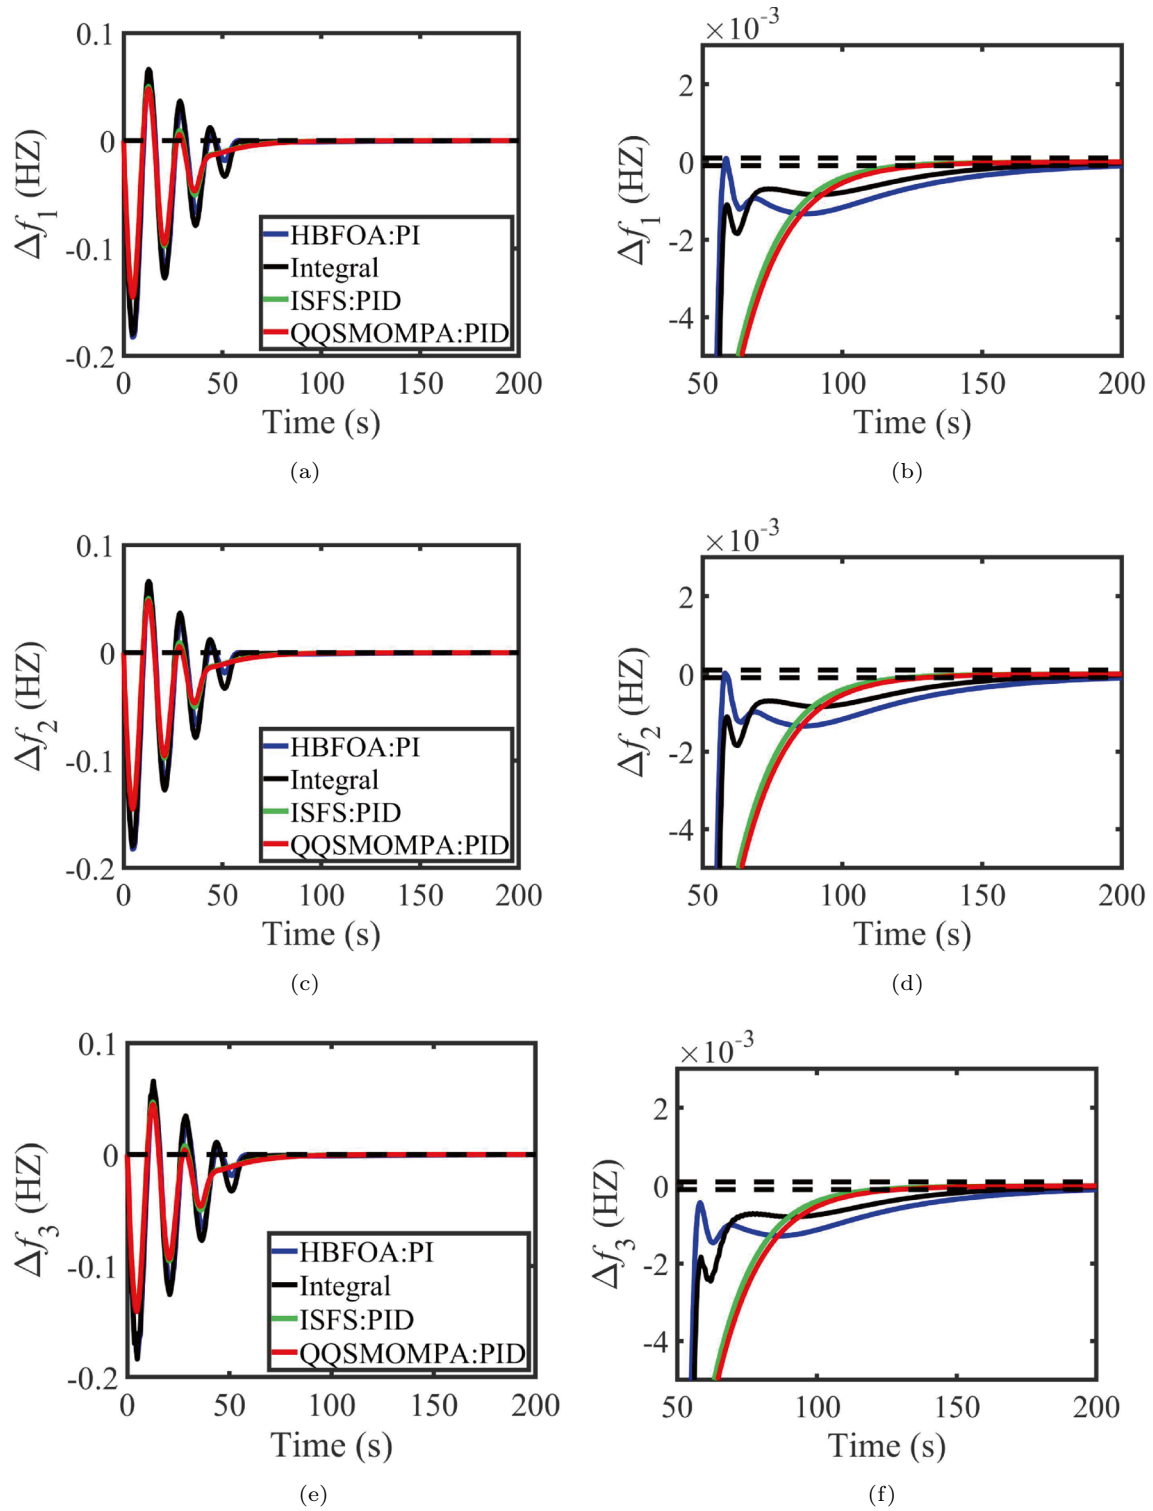 0.1
0
-0.1
-0.2
Δf1 (HZ)
HBFOA:PI
Integral
ISFS:PID
QQSMOMPA:PID
0 50 100 150 200
Time (s)
(a)
×10-3
2
0
-2
-4
Δf1 (HZ)
50 100 150 200
Time (s)
(b)
0.1
0
-0.1
-0.2
Δf2 (HZ)
HBFOA:PI
Integral
ISFS:PID
QQSMOMPA:PID
0 50 100 150 200
Time (s)
(c)
×10-3
2
0
-2
-4
Δf2 (HZ)
50 100 150 200
Time (s)
(d)
0.1
0
-0.1
-0.2
Δf3 (HZ)
HBFOA:PI
Integral
ISFS:PID
QQSMOMPA:PID
0 50 100 150 200
Time (s)
(e)
×10-3
2
0
-2
-4
Δf3 (HZ)
50 100 150 200
Time (s)
(f)